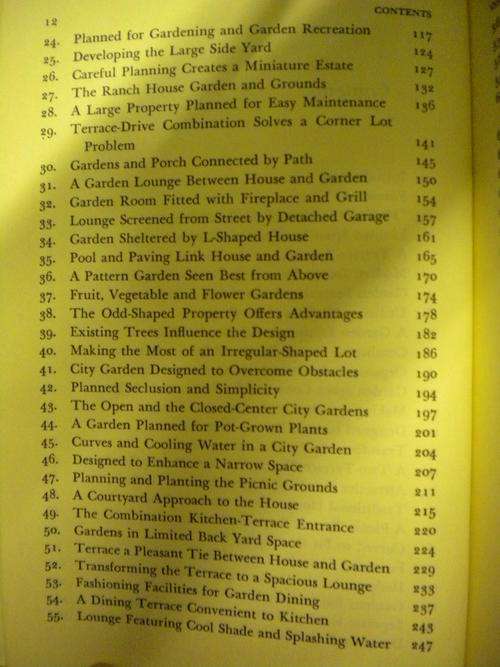 12
CONTENTS
24. Planned for Gardening and Garden Recreation 117
25. Developing the Large Side Yard 124
26. Careful Planning Creates a Miniature Estate 127
27. The Ranch House Garden and Grounds 132
28. A Large Property Planned for Easy Maintenance 136
29. Terrace-Drive Combination Solves a Corner Lot
Problem 141
30. Gardens and Porch Connected by Path 145
31. A Garden Lounge Between House and Garden 150
32. Garden Room Fitted with Fireplace and Grill 154
33. Lounge Screened from Street by Detached Garage 157
34. Garden Sheltered by L-Shaped House 161
35. Pool and Paving Link House and Garden 165
36. A Pattern Garden Seen Best from Above 170
37. Fruit, Vegetable and Flower Gardens 174
38. The Odd-Shaped Property Offers Advantages 178
39. Existing Trees Influence the Design 182
40. Making the Most of an Irregular-Shaped Lot 186
41. City Garden Designed to Overcome Obstacles 190
42. Planned Seclusion and Simplicity 194
43. The Open and the Closed-Center City Gardens 197
44. A Garden Planned for Pot-Grown Plants 201
45. Curves and Cooling Water in a City Garden 204
46. Designed to Enhance a Narrow Space 207
47. Planning and Planting the Picnic Grounds 211
48. A Courtyard Approach to the House 215
49. The Combination Kitchen-Terrace Entrance 220
50. Gardens in Limited Back Yard Space 224
51. Terrace a Pleasant Tie Between House and Garden 229
52. Transforming the Terrace to a Spacious Lounge 233
53. Fashioning Facilities for Garden Dining 237
54. A Dining Terrace Convenient to Kitchen 243
55. Lounge Featuring Cool Shade and Splashing Water 247